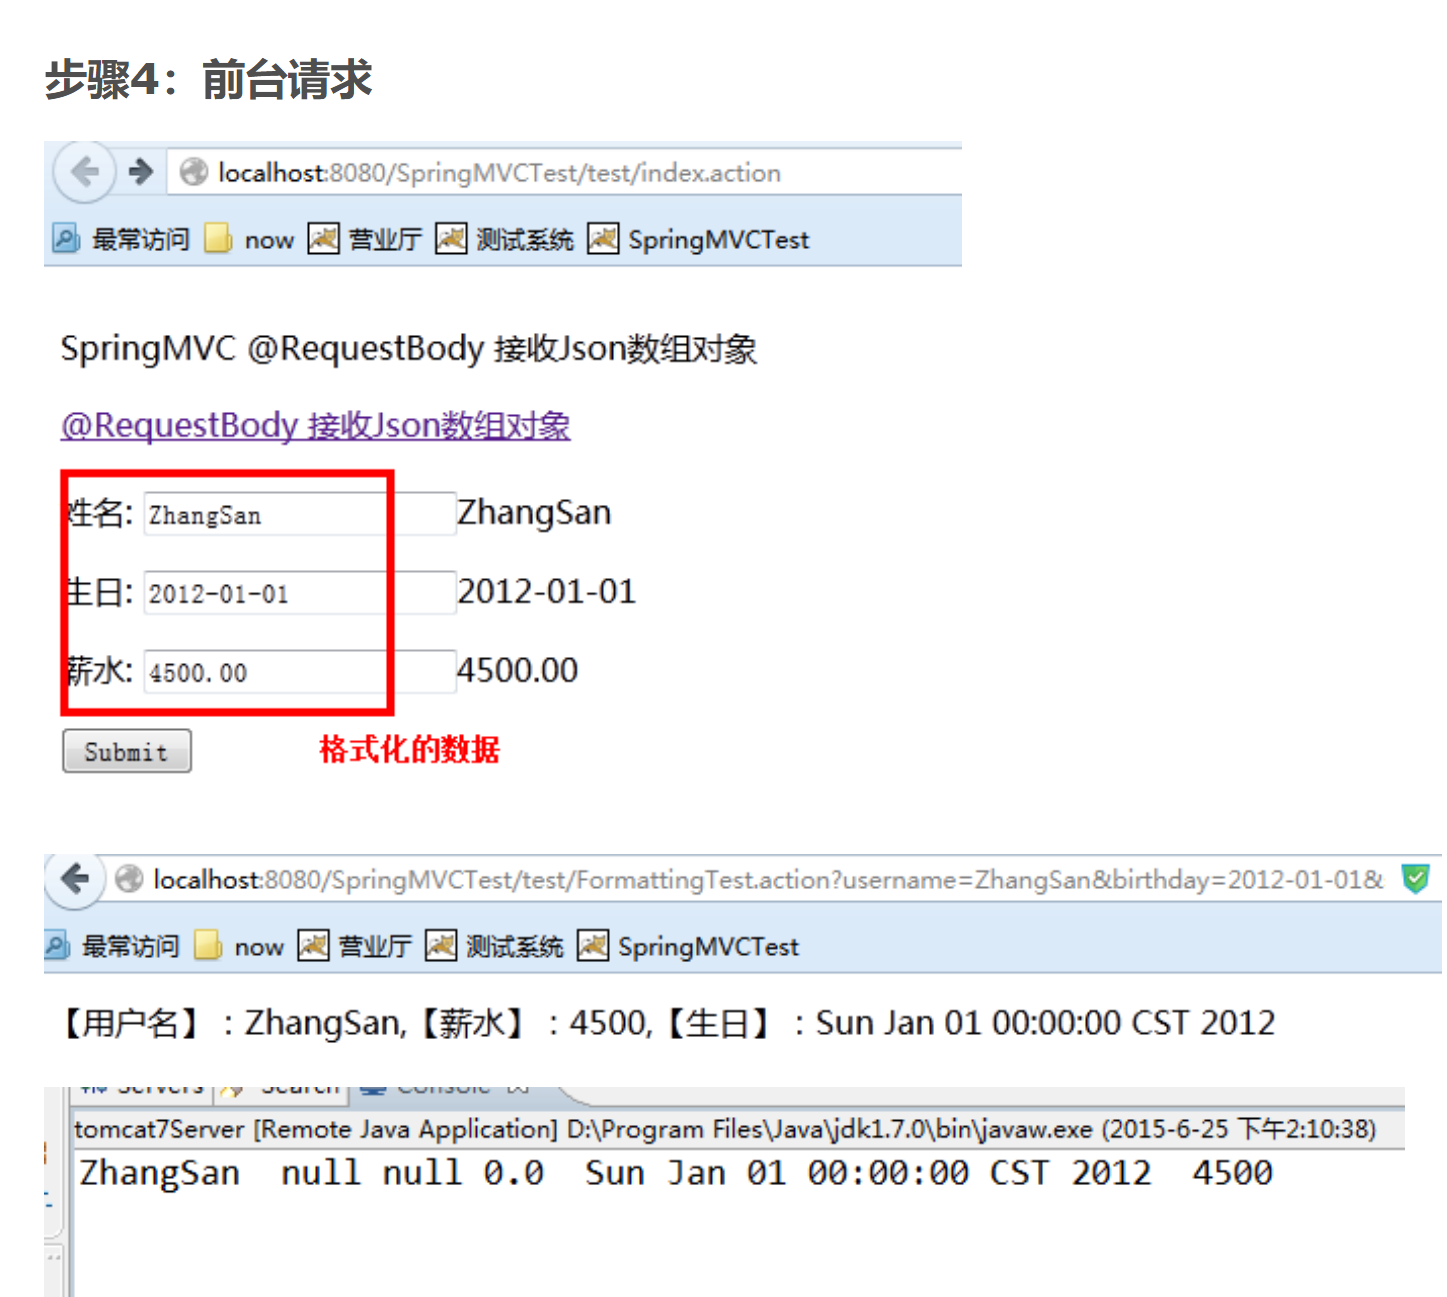 步骤4：前台请求
localhost:8080/SpringMVCTest/test/index.action
最常访问 now 营业厅 测试系统 SpringMVCTest
SpringMVC @RequestBody 接收Json数组对象
@RequestBody 接收Json数组对象
姓名: ZhangSan ZhangSan
生日: 2012-01-01 2012-01-01
薪水: 4500.00 4500.00
Submit 格式化的数据
localhost:8080/SpringMVCTest/test/FormattingTest.action?username=ZhangSan&birthday=2012-01-01&
最常访问 now 营业厅 测试系统 SpringMVCTest
【用户名】：ZhangSan,【薪水】：4500,【生日】：Sun Jan 01 00:00:00 CST 2012
Servers Search Console
tomcat7Server [Remote Java Application] D:\Program Files\Java\jdk1.7.0\bin\javaw.exe (2015-6-25 下午2:10:38)
ZhangSan null null 0.0 Sun Jan 01 00:00:00 CST 2012 4500